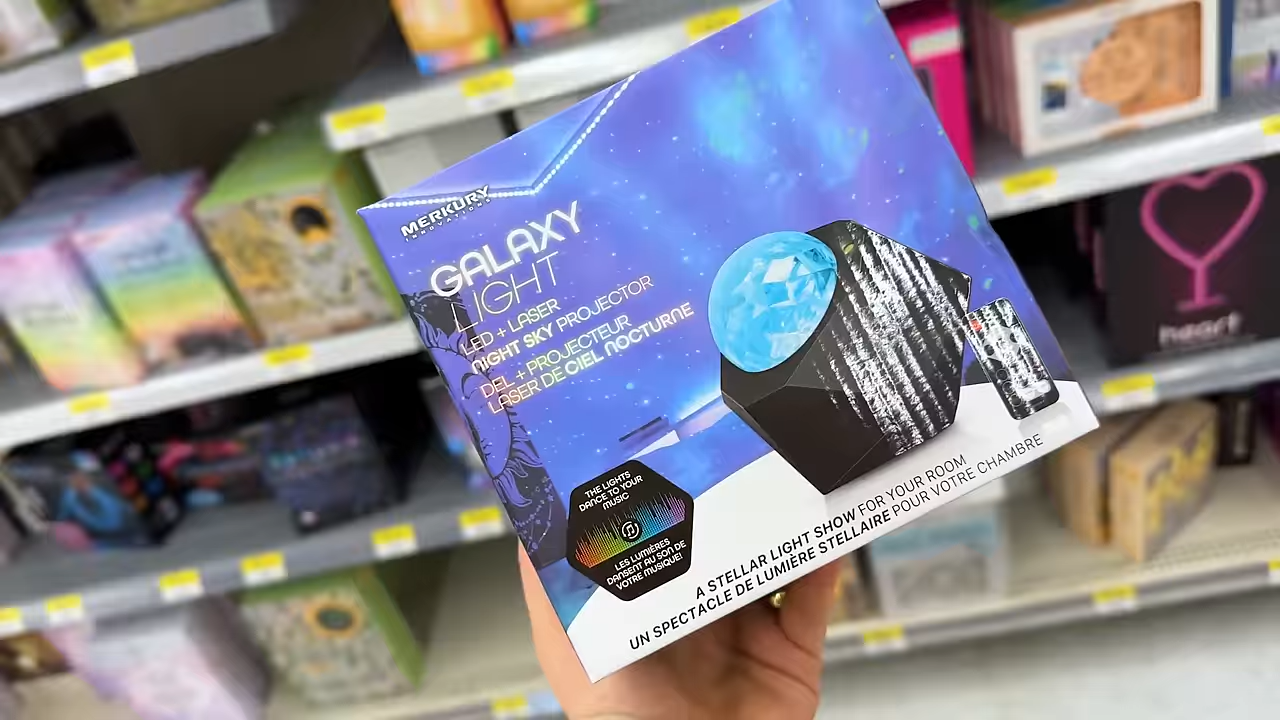 MERKURY
INNOVATIONS
GALAXY
LIGHT
LED + LASER
NIGHT SKY PROJECTOR
DEL + PROJECTEUR
LASER DE CIEL NOCTURNE
THE LIGHTS
DANCE TO YOUR
MUSIC
LES LUMIÈRES
DANSENT AU SON DE
VOTRE MUSIQUE!
A STELLAR LIGHT SHOW FOR YOUR ROOM
UN SPECTACLE DE LUMIÈRE STELLAIRE POUR VOTRE CHAMBRE
heart